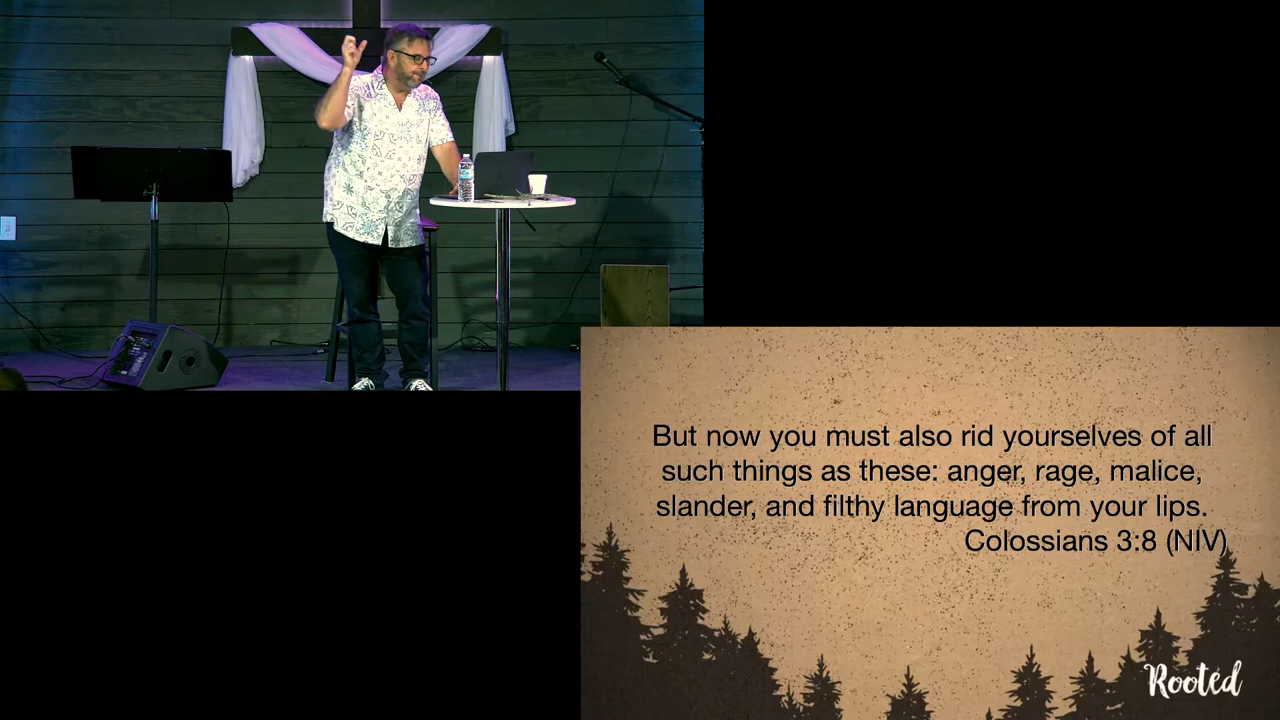 But now you must also rid yourselves of all
such things as these: anger, rage, malice,
slander, and filthy language from your lips.
Colossians 3:8 (NIV)
Rooted